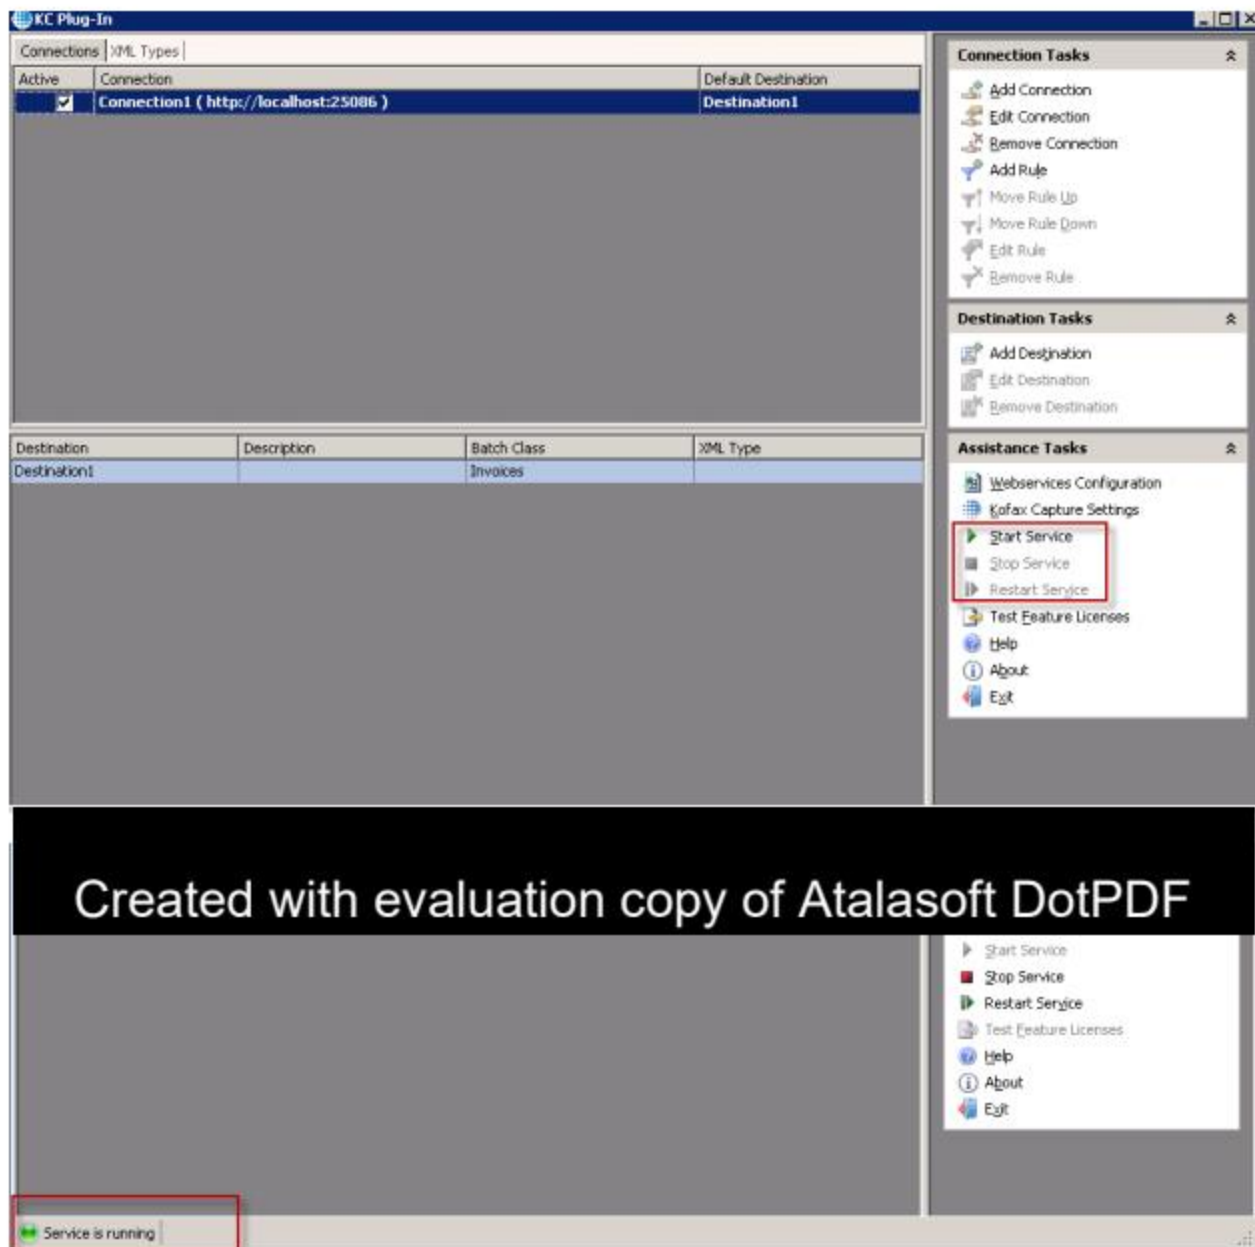 KC Plug-In
Connections XML Types
Active Connection Default Destination
Connection1 ( http://localhost:25086 ) Destination1
Connection Tasks
Add Connection
Edit Connection
Remove Connection
Add Rule
Move Rule Up
Move Rule Down
Edit Rule
Remove Rule
Destination Tasks
Add Destination
Edit Destination
Remove Destination
Destination Description Batch Class XML Type
Destination1 Invoices
Assistance Tasks
Webservices Configuration
Kofax Capture Settings
Start Service
Stop Service
Restart Service
Test Feature Licenses
Help
About
Exit
Created with evaluation copy of Atalasoft DotPDF
Start Service
Stop Service
Restart Service
Test Feature Licenses
Help
About
Exit
Service is running